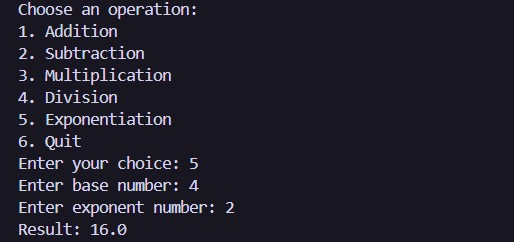 Choose an operation:
1. Addition
2. Subtraction
3. Multiplication
4. Division
5. Exponentiation
6. Quit
Enter your choice: 5
Enter base number: 4
Enter exponent number: 2
Result: 16.0